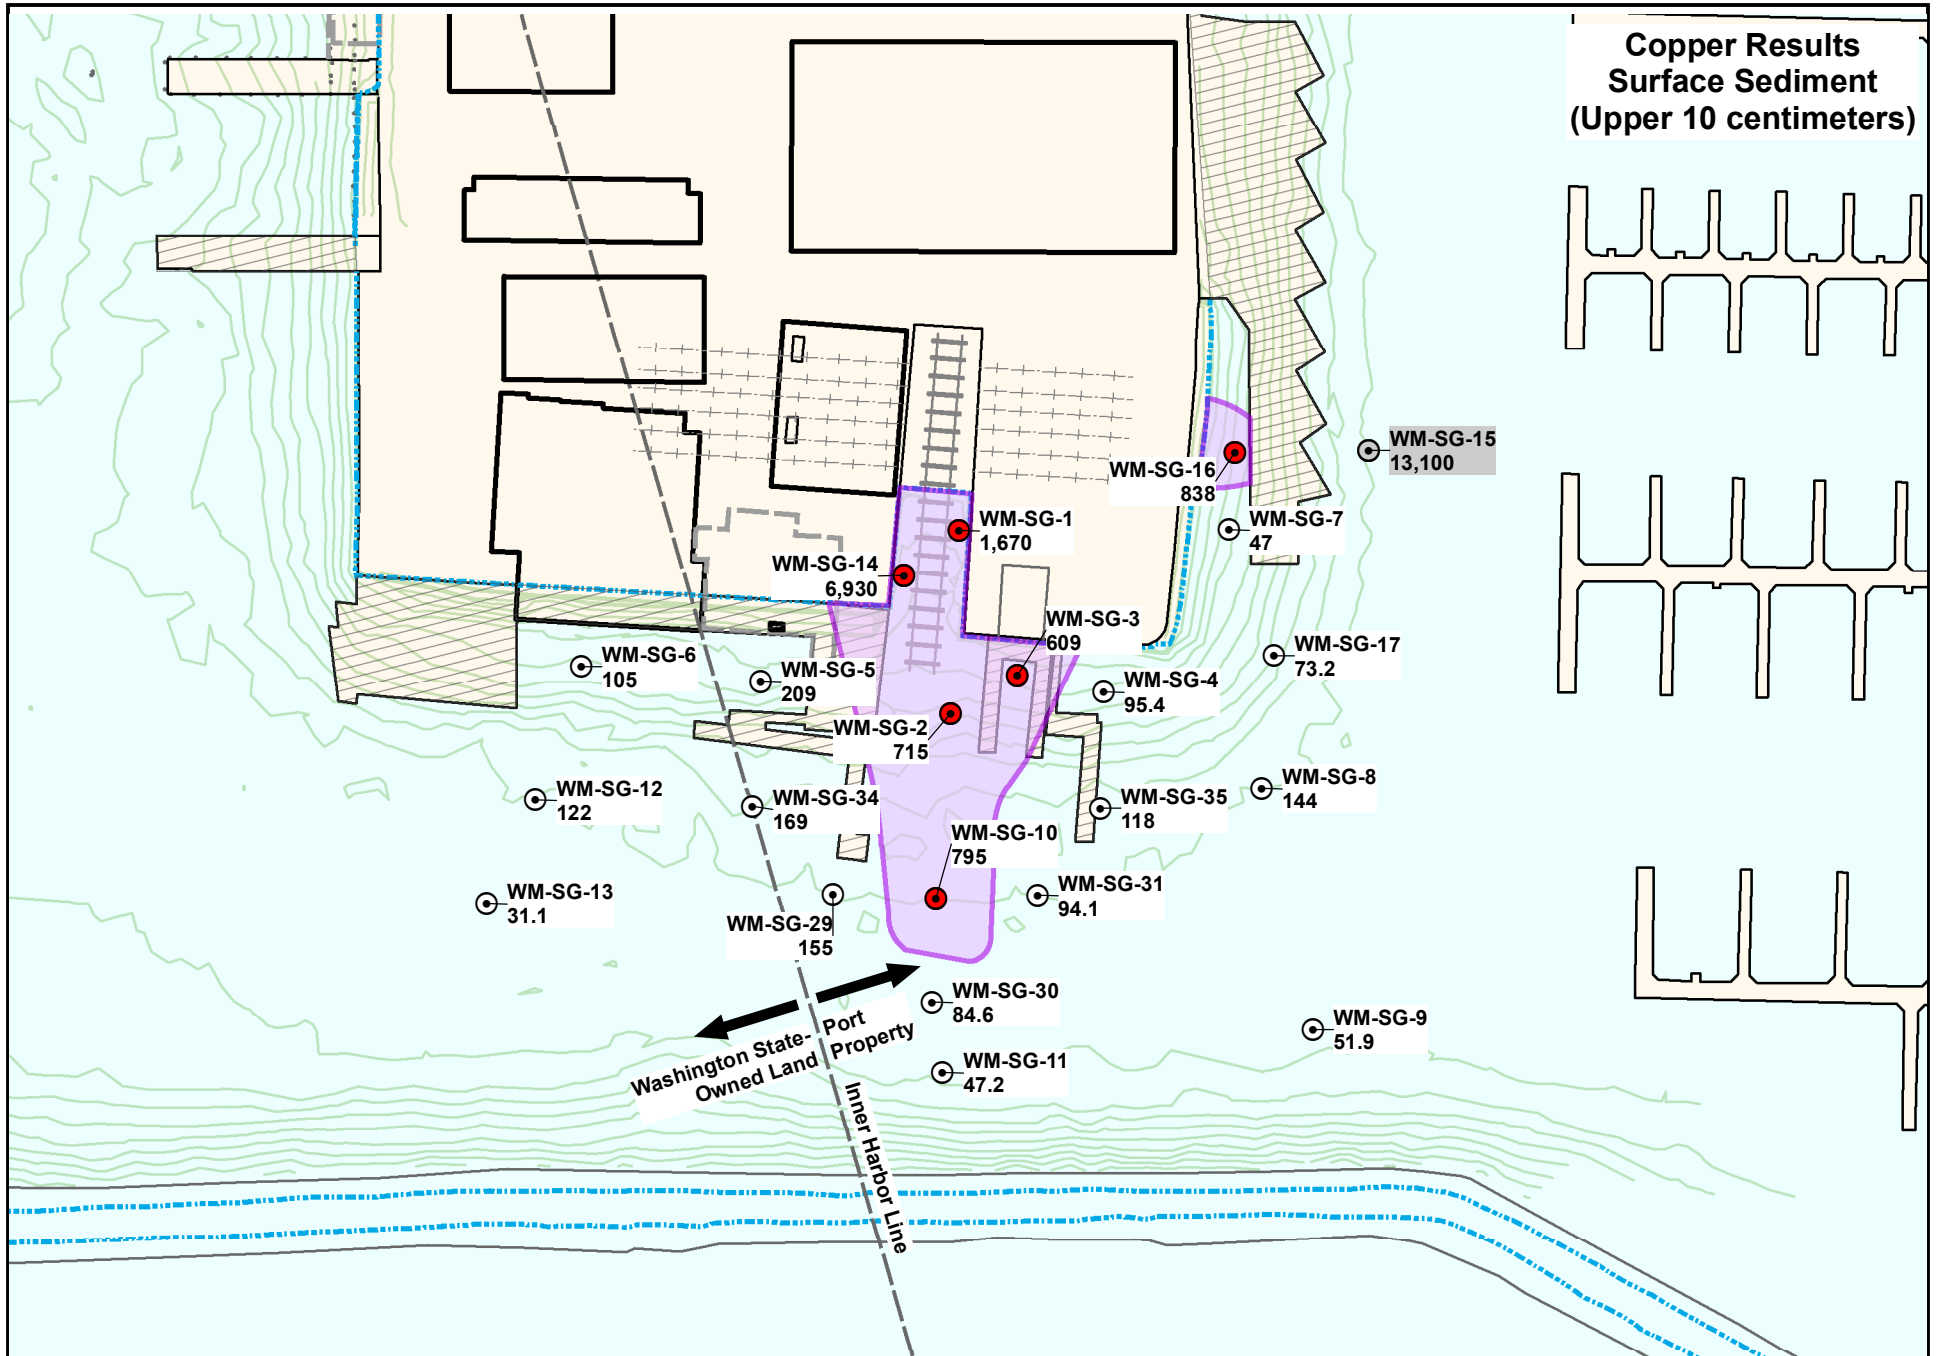 Copper Results
Surface Sediment
(Upper 10 centimeters)
WM-SG-15
13,100
WM-SG-16
838
WM-SG-7
47
WM-SG-1
1,670
WM-SG-14
6,930
WM-SG-3
609
WM-SG-17
73.2
WM-SG-6
105
WM-SG-5
209
WM-SG-4
95.4
WM-SG-2
715
WM-SG-12
122
WM-SG-34
169
WM-SG-35
118
WM-SG-8
144
WM-SG-10
795
WM-SG-13
31.1
WM-SG-29
155
WM-SG-31
94.1
WM-SG-30
84.6
WM-SG-9
51.9
WM-SG-11
47.2
Washington State-
Owned Land
Port
Property
Inner Harbor Line